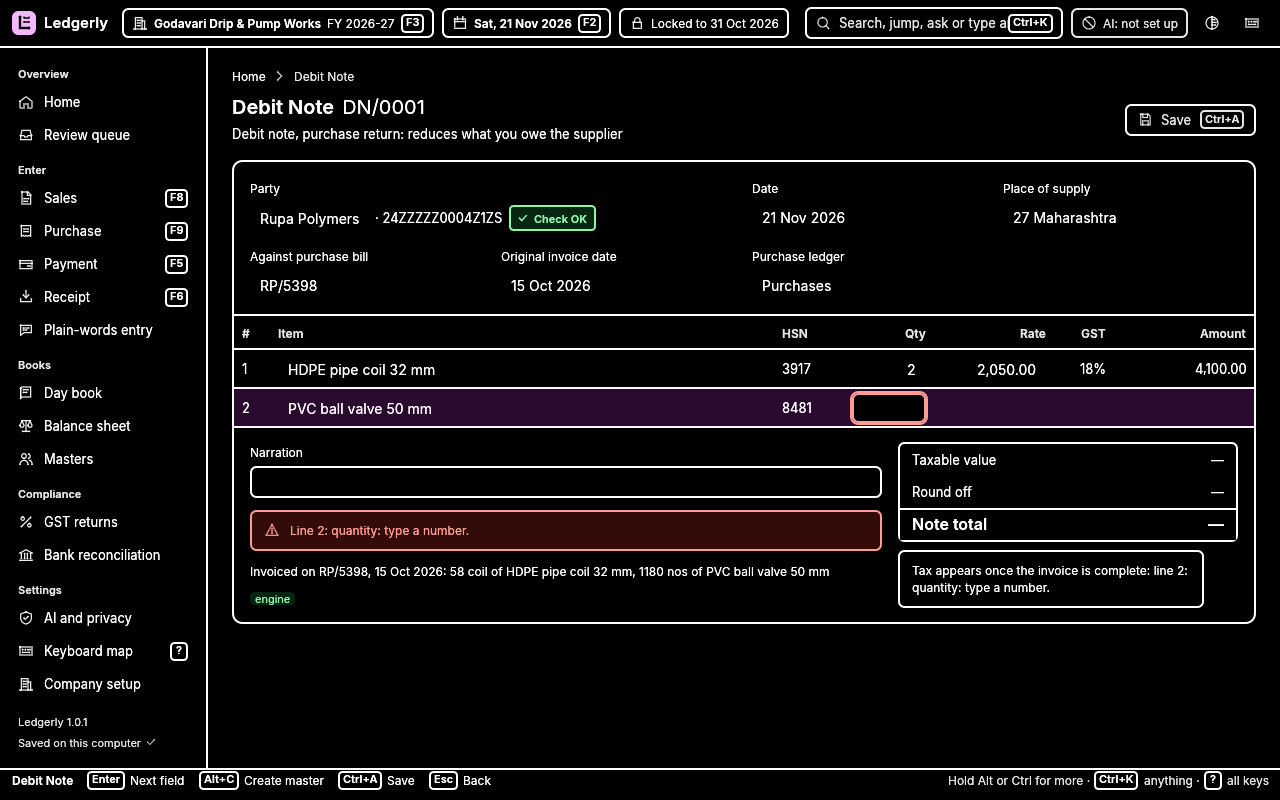 Ledgerly
Godavari Drip & Pump Works FY 2026-27 F3
Sat, 21 Nov 2026 F2
Locked to 31 Oct 2026
Search, jump, ask or type a Ctrl+K
AI: not set up
Overview
Home
Review queue
Enter
Sales F8
Purchase F9
Payment F5
Receipt F6
Plain-words entry
Books
Day book
Balance sheet
Masters
Compliance
GST returns
Bank reconciliation
Settings
AI and privacy
Keyboard map ?
Company setup
Ledgerly 1.0.1
Saved on this computer
Home > Debit Note
Debit Note DN/0001
Debit note, purchase return: reduces what you owe the supplier
Save Ctrl+A
Party Date Place of supply
Rupa Polymers · 24ZZZZZ0004Z1ZS Check OK 21 Nov 2026 27 Maharashtra
Against purchase bill Original invoice date Purchase ledger
RP/5398 15 Oct 2026 Purchases
# Item HSN Qty Rate GST Amount
1 HDPE pipe coil 32 mm 3917 2 2,050.00 18% 4,100.00
2 PVC ball valve 50 mm 8481
Narration
Line 2: quantity: type a number.
Invoiced on RP/5398, 15 Oct 2026: 58 coil of HDPE pipe coil 32 mm, 1180 nos of PVC ball valve 50 mm
engine
Taxable value —
Round off —
Note total —
Tax appears once the invoice is complete: line 2:
quantity: type a number.
Debit Note Enter Next field Alt+C Create master Ctrl+A Save Esc Back
Hold Alt or Ctrl for more · Ctrl+K anything · ? all keys